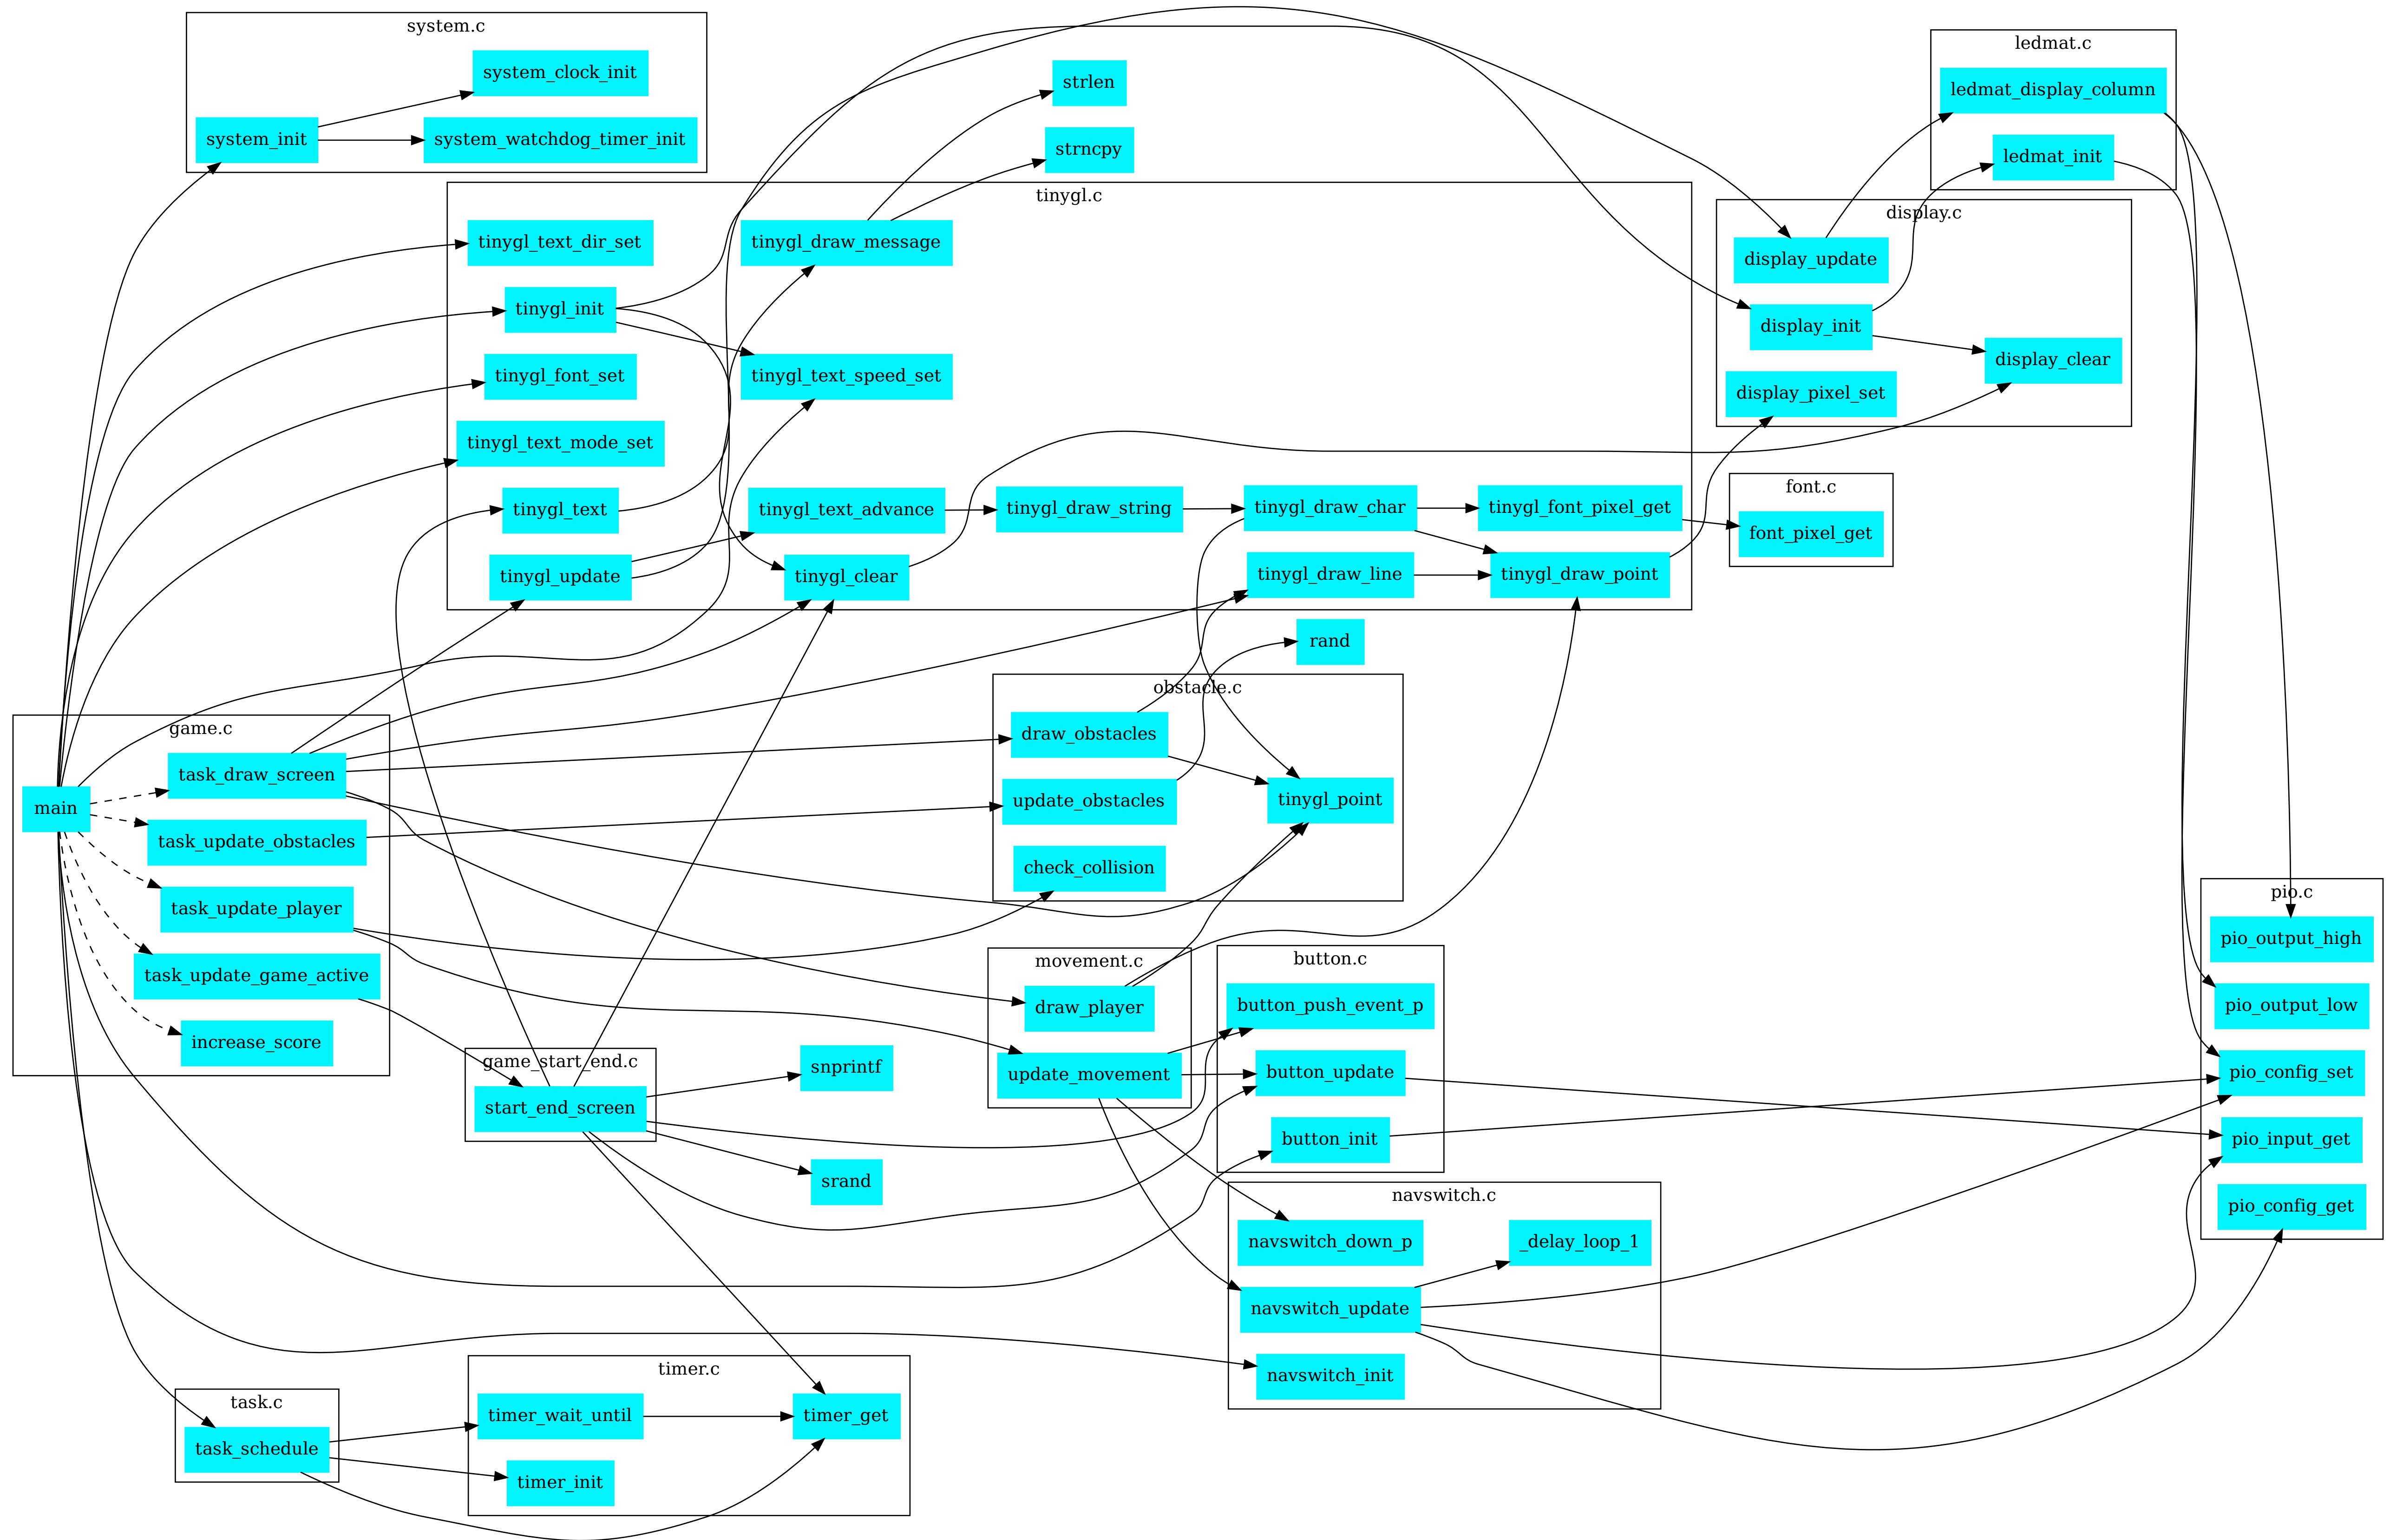 system.c
system_clock_init
system_init
system_watchdog_timer_init
strlen
strncpy
ledmat.c
ledmat_display_column
ledmat_init
tinygl.c
tinygl_text_dir_set
tinygl_draw_message
tinygl_init
tinygl_font_set
tinygl_text_speed_set
tinygl_text_mode_set
tinygl_text
tinygl_text_advance
tinygl_draw_string
tinygl_draw_char
tinygl_font_pixel_get
tinygl_update
tinygl_clear
tinygl_draw_line
tinygl_draw_point
display.c
display_update
display_init
display_clear
display_pixel_set
font.c
font_pixel_get
rand
obstacle.c
draw_obstacles
update_obstacles
tinygl_point
check_collision
game.c
task_draw_screen
main
task_update_obstacles
task_update_player
task_update_game_active
increase_score
game_start_end.c
start_end_screen
snprintf
srand
movement.c
draw_player
update_movement
button.c
button_push_event_p
button_update
button_init
navswitch.c
navswitch_down_p
_delay_loop_1
navswitch_update
navswitch_init
pio.c
pio_output_high
pio_output_low
pio_config_set
pio_input_get
pio_config_get
task.c
task_schedule
timer.c
timer_wait_until
timer_get
timer_init